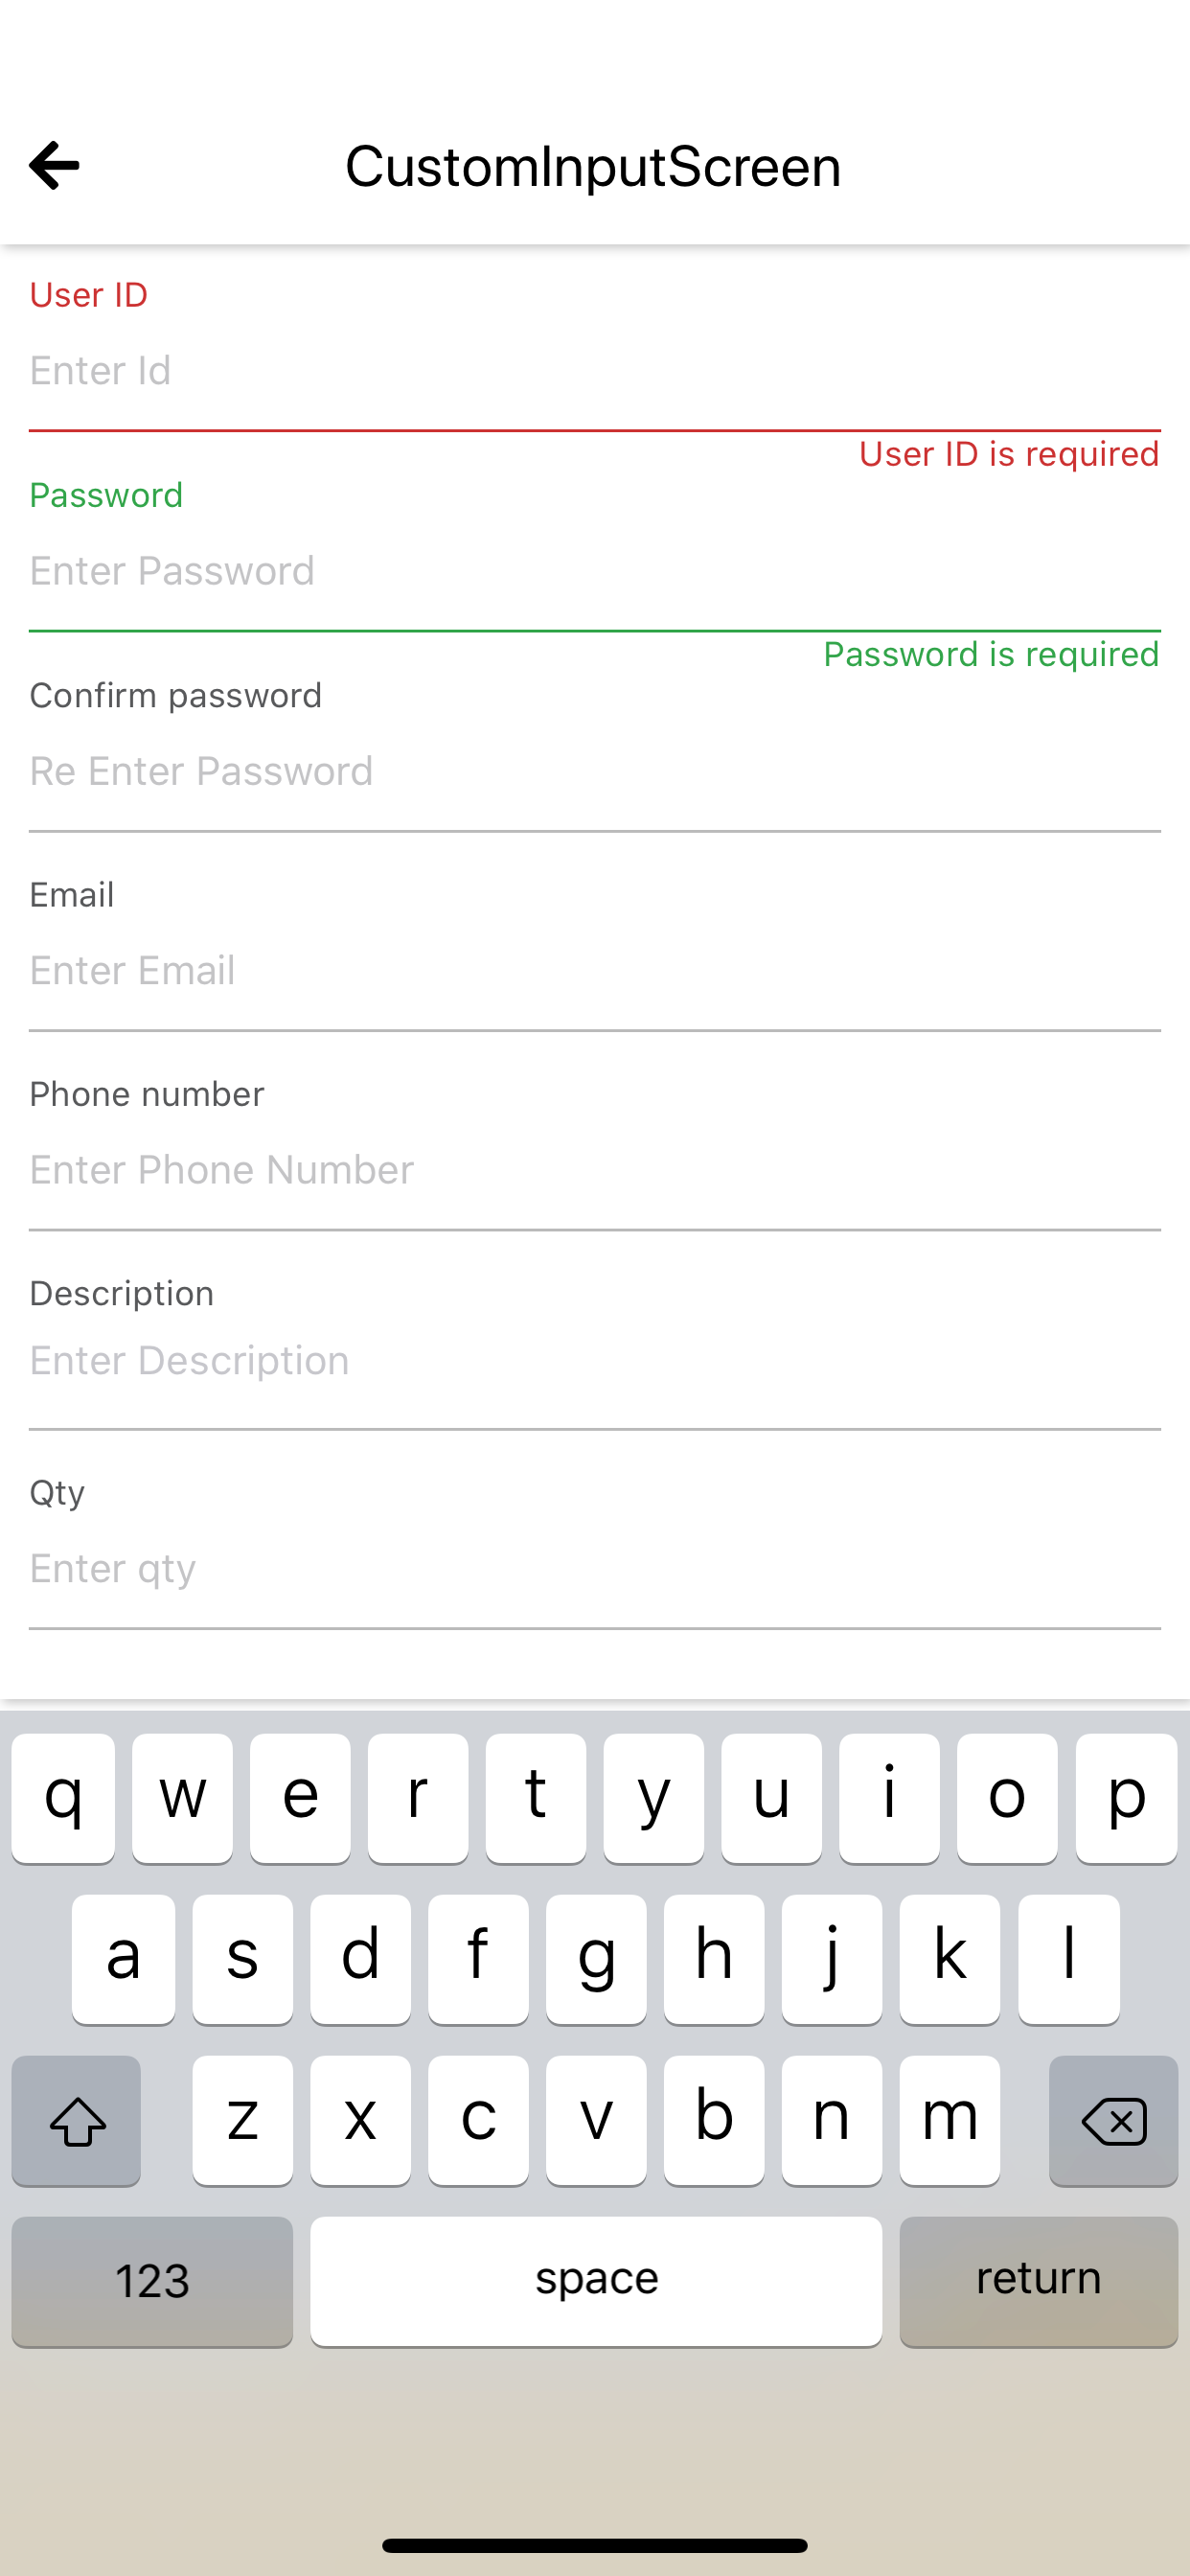 CustomInputScreen
User ID
Enter Id
User ID is required
Password
Enter Password
Password is required
Confirm password
Re Enter Password
Email
Enter Email
Phone number
Enter Phone Number
Description
Enter Description
Qty
Enter qty
q w e r t y u i o p
a s d f g h j k l
z x c v b n m
123 space return